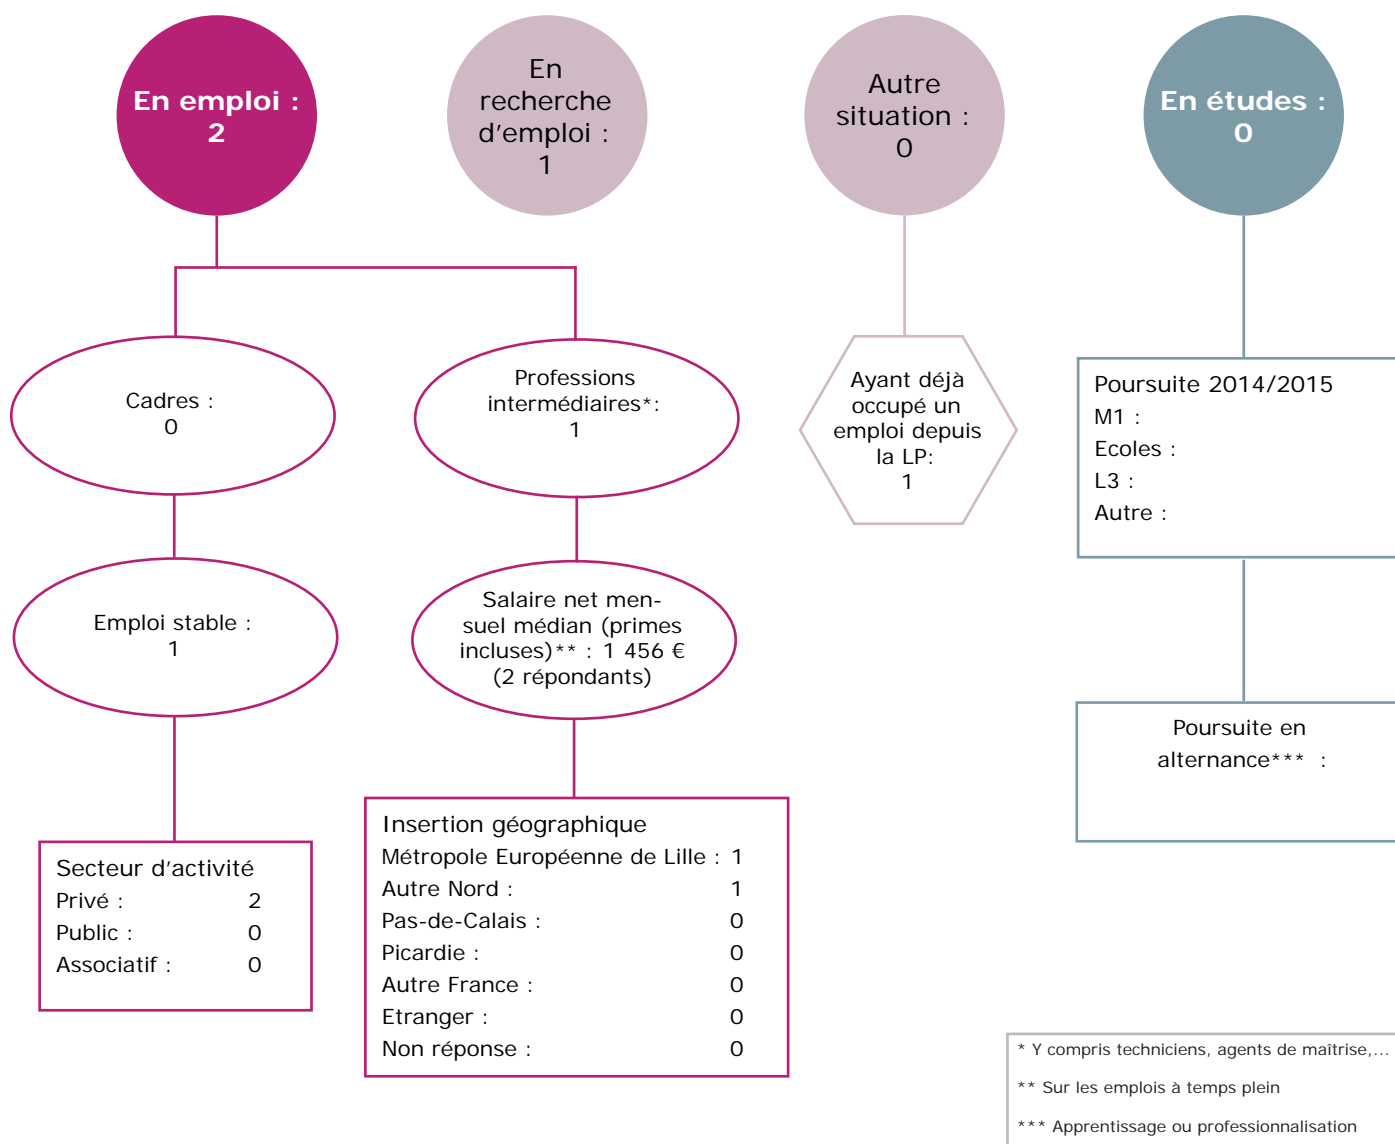 En emploi :
2
En
recherche
d'emploi :
1
Autre
situation :
0
En études :
0
Cadres :
0
Professions
intermédiaires*:
1
Ayant déjà
occupé un
emploi depuis
la LP:
1
Poursuite 2014/2015
M1 :
Ecoles :
L3 :
Autre :
Emploi stable :
1
Salaire net men-
suel médian (primes
incluses)** : 1 456 €
(2 répondants)
Poursuite en
alternance*** :
Secteur d'activité
Privé : 2
Public : 0
Associatif : 0
Insertion géographique
Métropole Européenne de Lille : 1
Autre Nord : 1
Pas-de-Calais : 0
Picardie : 0
Autre France : 0
Etranger : 0
Non réponse : 0
* Y compris techniciens, agents de maîtrise,...
** Sur les emplois à temps plein
*** Apprentissage ou professionnalisation